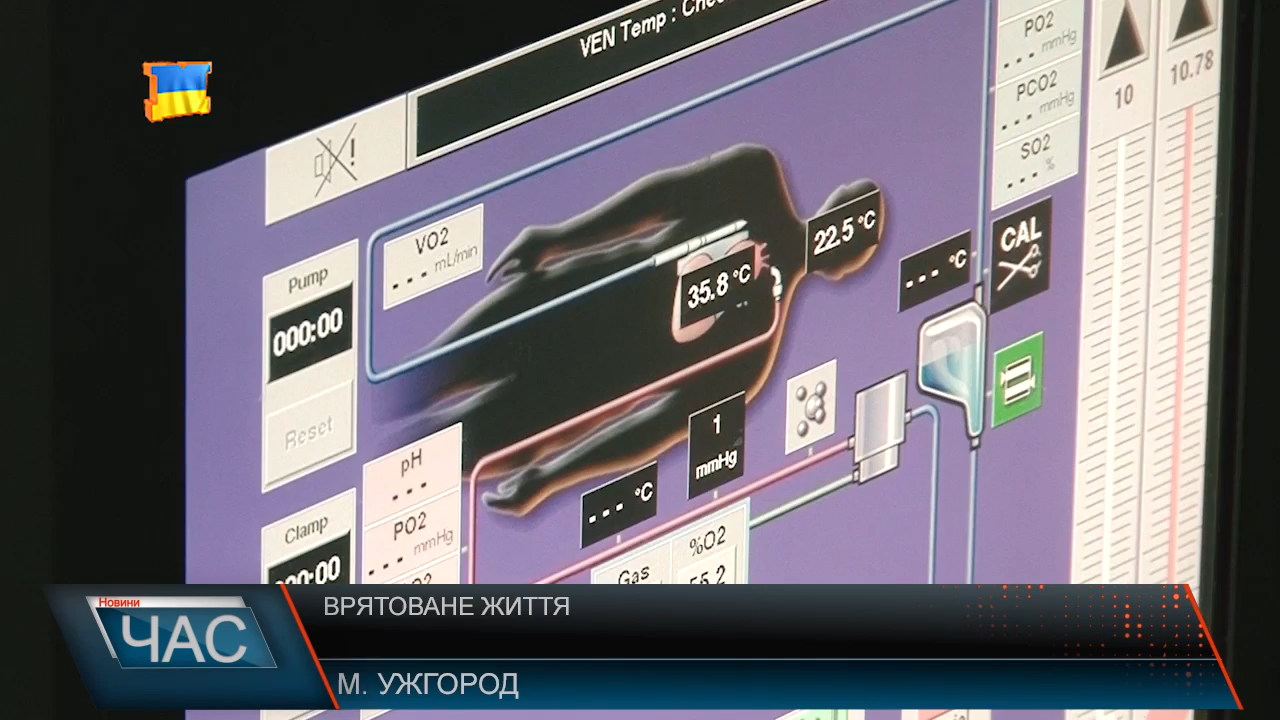 VEN Temp :
PO2
mmHg
- - -
PCO2
mmHg
- - -
SO2
- - - %
10
10.78
!
VO2
- - - mL/min
22.5 °C
35.8 °C
- - - °C
CAL
Pump
000:00
Reset
pH
- - -
PO2
- - - mmHg
1
mmHg
- - - °C
%O2
Gas
Clamp
Новини
ЧАС
ВРЯТОВАНЕ ЖИТТЯ
М. УЖГОРОД